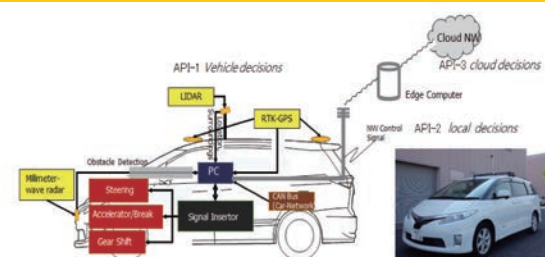 Cloud NW
API-1 Vehicle decisions
API-3 cloud decisions
LIDAR
Edge Computer
Location
Surroundings
RTK-GPS
NW Control
Signal
API-2 local decisions
Obstacle Detection
Millimeter-
wave radar
PC
Steering
CAN Bus
(Car-Network)
Accelerator/Break
Signal Insertor
Gear Shift